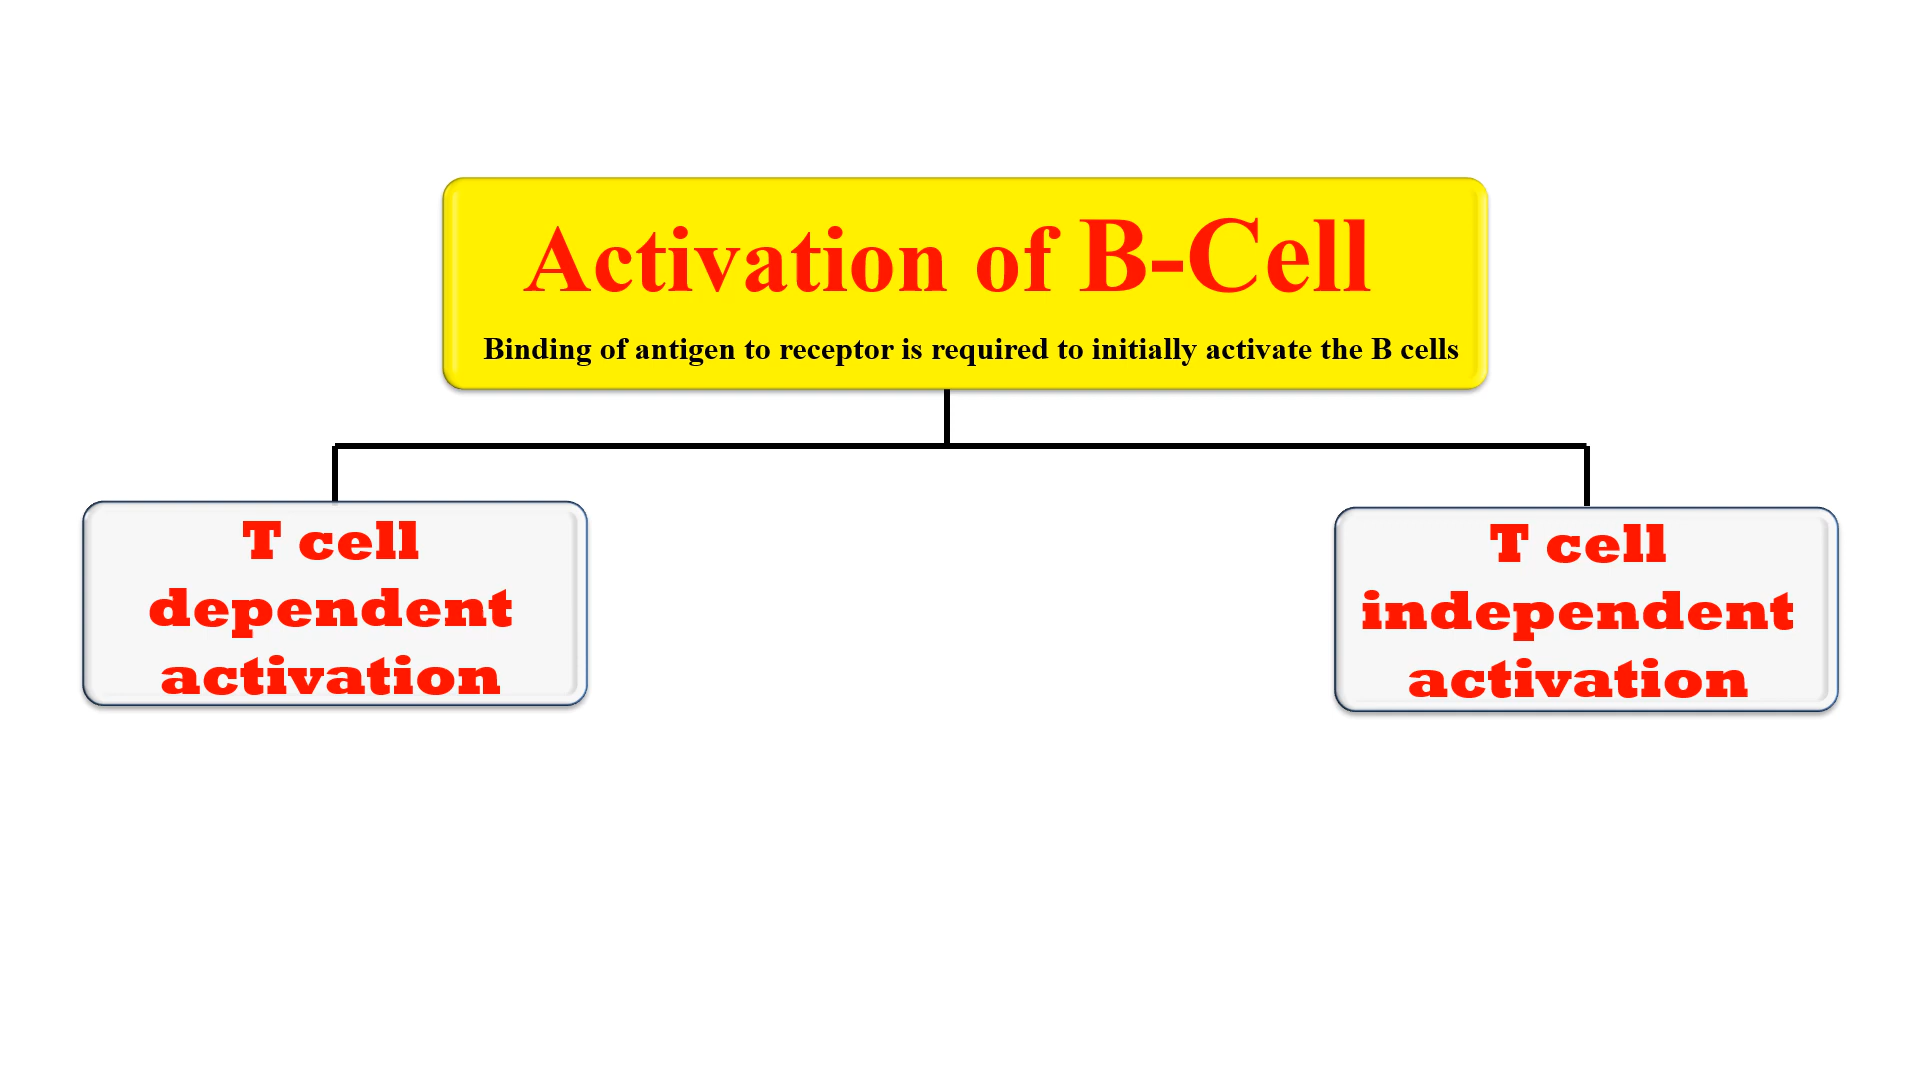 Activation of B-Cell
Binding of antigen to receptor is required to initially activate the B cells
T cell
dependent
activation
T cell
independent
activation